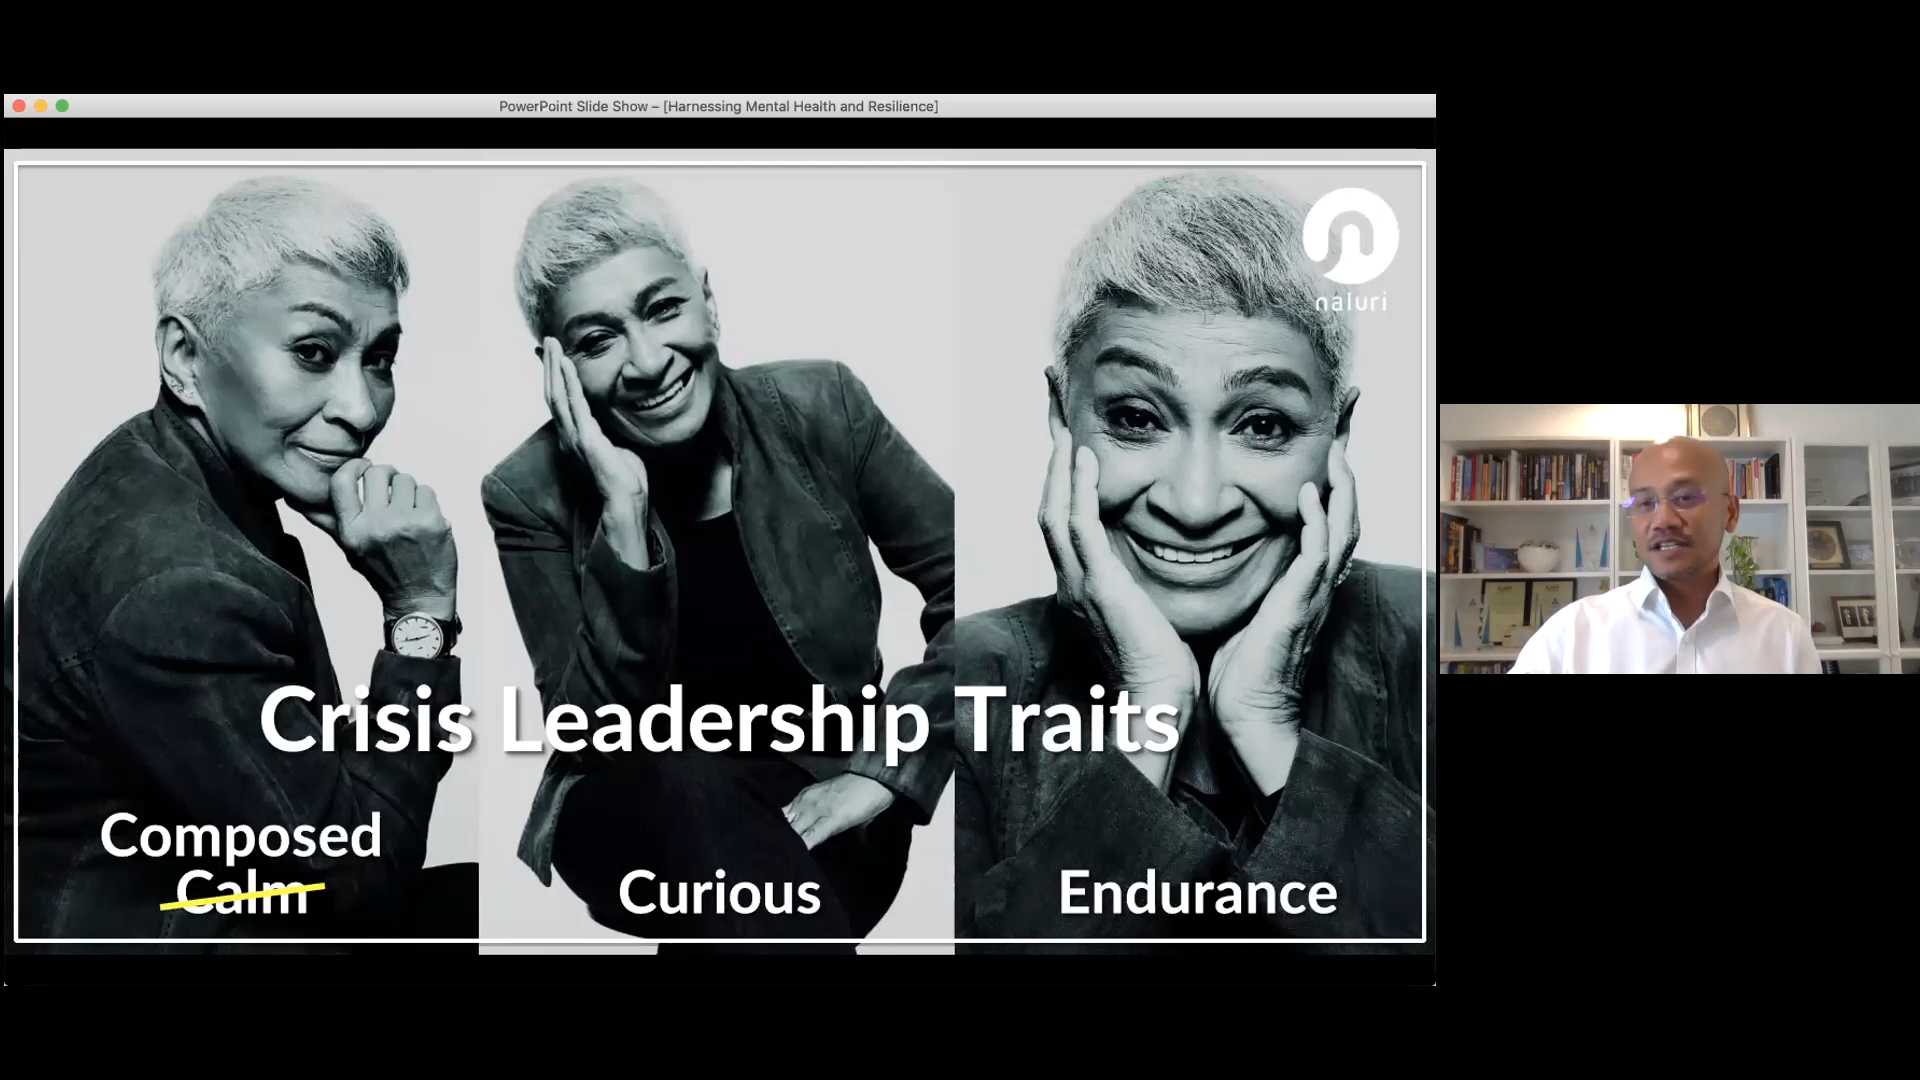 PowerPoint Slide Show – [Harnessing Mental Health and Resilience]
naluri
Crisis Leadership Traits
Composed
Calm
Curious
Endurance